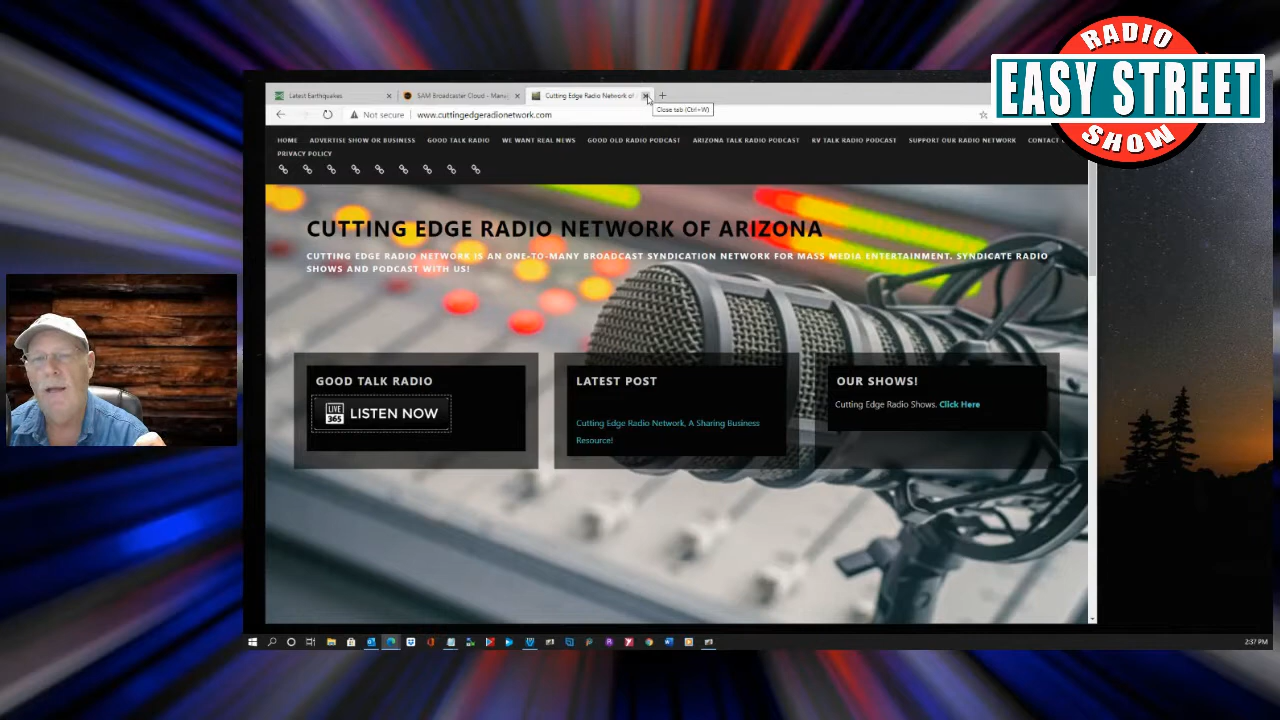 RADIO
EASY STREET
SHOW
Latest Earthquakes
SAM Broadcaster Cloud - Mana
Cutting Edge Radio Network of
Close tab (Ctrl+W)
Not secure
www.cuttingedgeradionetwork.com
HOME ADVERTISE SHOW OR BUSINESS GOOD TALK RADIO WE WANT REAL NEWS GOOD OLD RADIO PODCAST ARIZONA TALK RADIO PODCAST RV TALK RADIO PODCAST SUPPORT OUR RADIO NETWORK CONTACT
PRIVACY POLICY
CUTTING EDGE RADIO NETWORK OF ARIZONA
CUTTING EDGE RADIO NETWORK IS AN ONE-TO-MANY BROADCAST SYNDICATION NETWORK FOR MASS MEDIA ENTERTAINMENT. SYNDICATE RADIO
SHOWS AND PODCAST WITH US!
GOOD TALK RADIO
LIVE
365
LISTEN NOW
LATEST POST
Cutting Edge Radio Network, A Sharing Business
Resource!
OUR SHOWS!
Cutting Edge Radio Shows. Click Here
2:37 PM